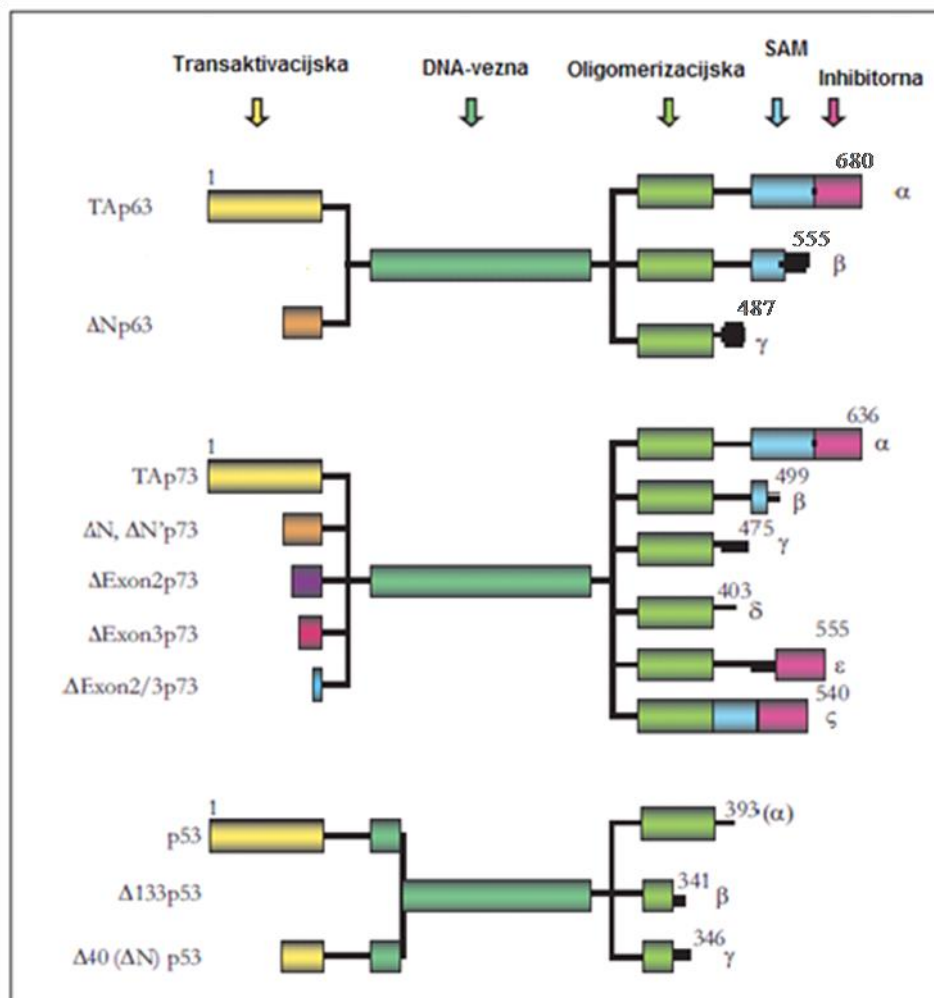 Transaktivacijska
DNA-vezna
Oligomerizacijska
SAM
Inhibitorna
1
680
TAp63
α
555
β
ΔNp63
487
γ
1
636
α
TAp73
499
β
ΔN, ΔN'p73
475
γ
ΔExon2p73
403
δ
ΔExon3p73
555
ε
ΔExon2/3p73
540
ς
1
393 (α)
p53
Δ133p53
341
β
Δ40 (ΔN) p53
346
γ